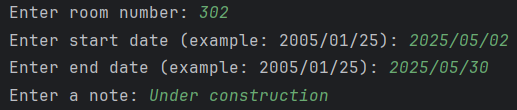 Enter room number: 302
Enter start date (example: 2005/01/25): 2025/05/02
Enter end date (example: 2005/01/25): 2025/05/30
Enter a note: Under construction